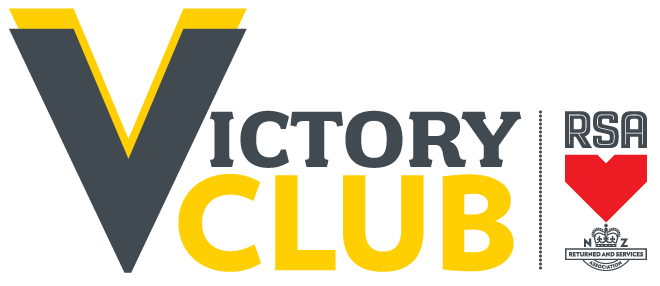 VICTORY
CLUB
RSA
N Z
RETURNED AND SERVICES
ASSOCIATION